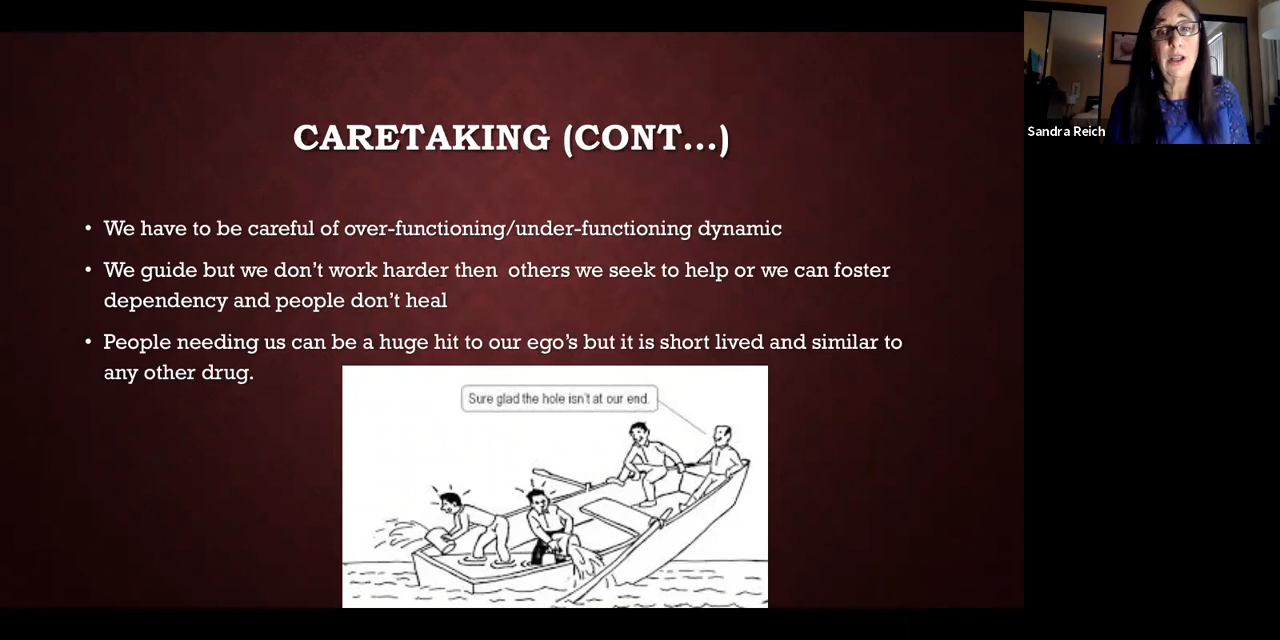 CARETAKING (CONT...)
• We have to be careful of over-functioning/under-functioning dynamic
• We guide but we don't work harder then  others we seek to help or we can foster
dependency and people don't heal
• People needing us can be a huge hit to our ego's but it is short lived and similar to
any other drug.
Sure glad the hole isn't at our end.
Sandra Reich